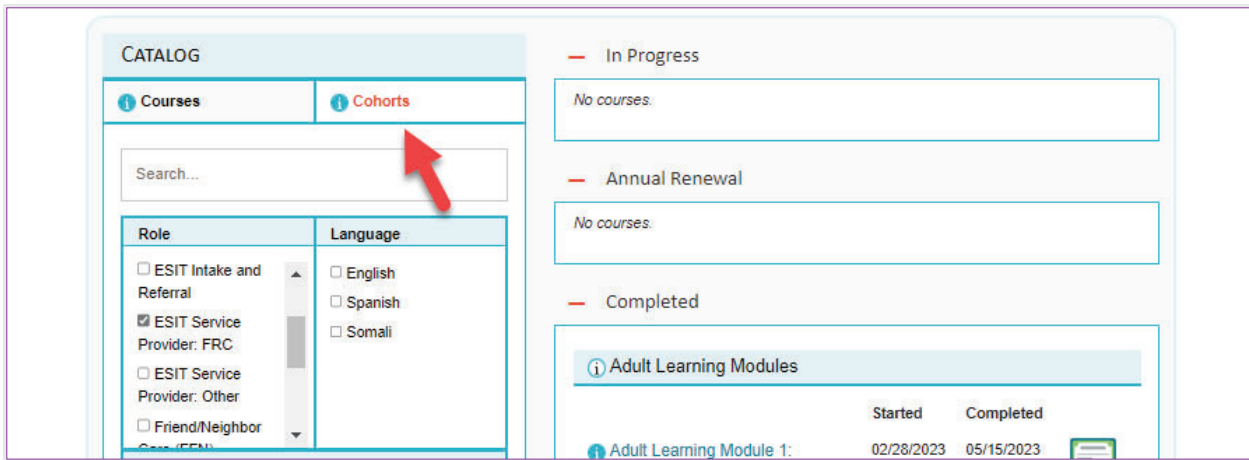 CATALOG
Courses
Cohorts
Search...
Role
Language
ESIT Intake and
Referral
ESIT Service
Provider: FRC
ESIT Service
Provider: Other
Friend/Neighbor
Care (FFN)
English
Spanish
Somali
In Progress
No courses.
Annual Renewal
No courses.
Completed
Adult Learning Modules
Started Completed
Adult Learning Module 1: 02/28/2023 05/15/2023